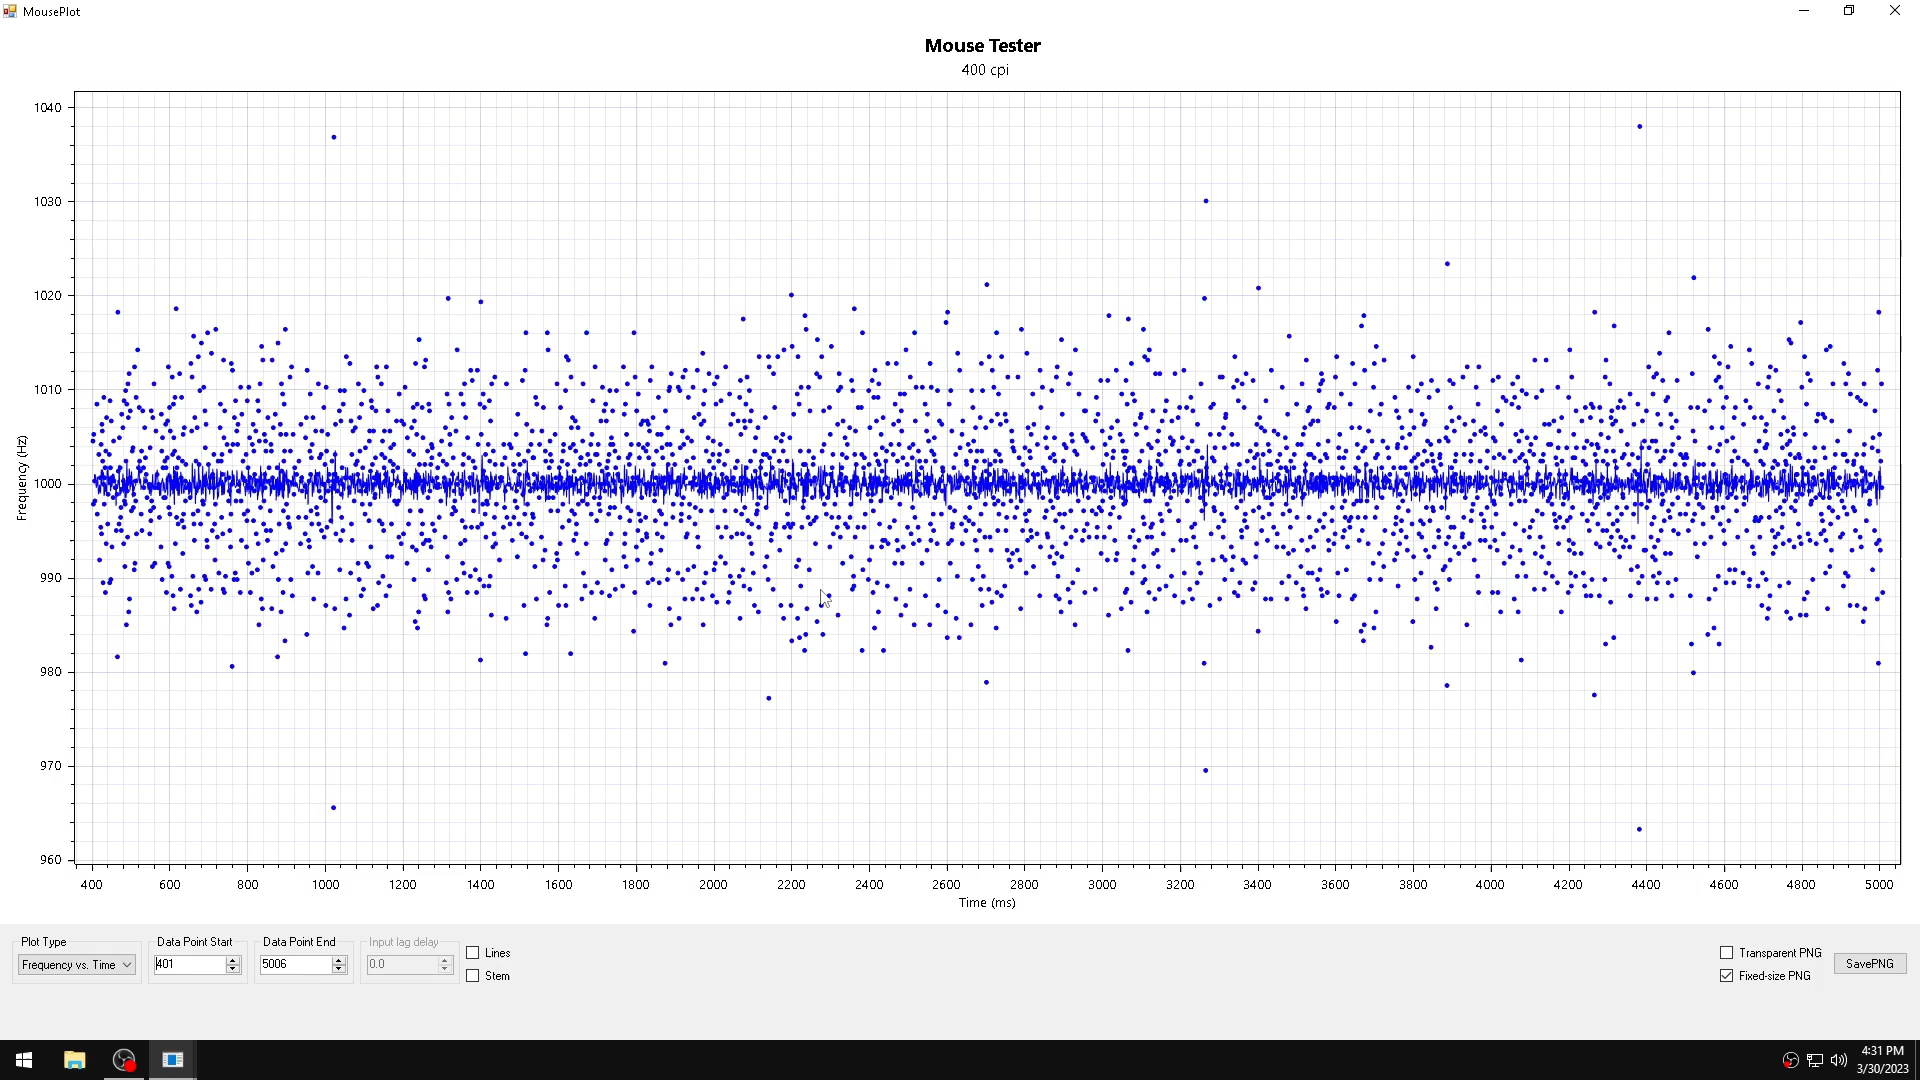 MousePlot
Mouse Tester
400 cpi
1040
1030
1020
1010
1000
990
980
970
960
Frequency (Hz)
400 600 800 1000 1200 1400 1600 1800 2000 2200 2400 2600 2800 3000 3200 3400 3600 3800 4000 4200 4400 4600 4800 5000
Time (ms)
Plot Type Data Point Start Data Point End Input lag delay
Frequency vs. Time 401 5006 0.0
Lines
Stem
Transparent PNG
Fixed-size PNG
SavePNG
4:31 PM
3/30/2023